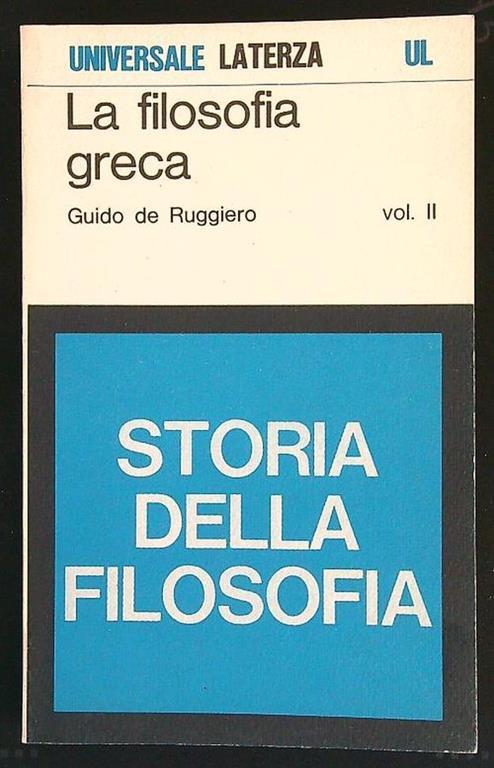 UNIVERSALE LATERZA UL
La filosofia
greca
Guido de Ruggiero vol. II
STORIA
DELLA
FILOSOFIA